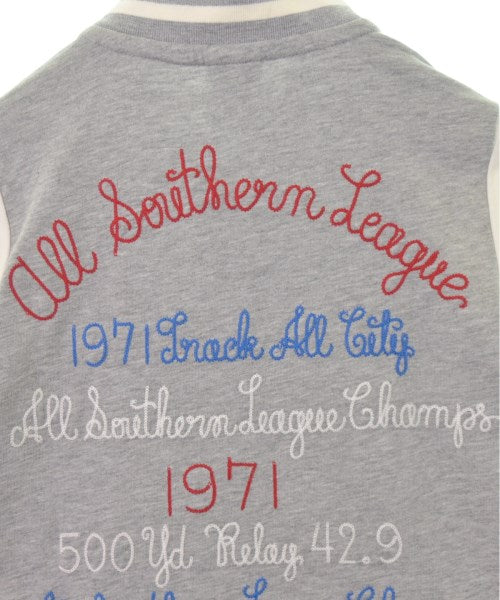 All Southern League
1971 Track All City
All Southern League Champs
1971
500 Yd Relay 42.9